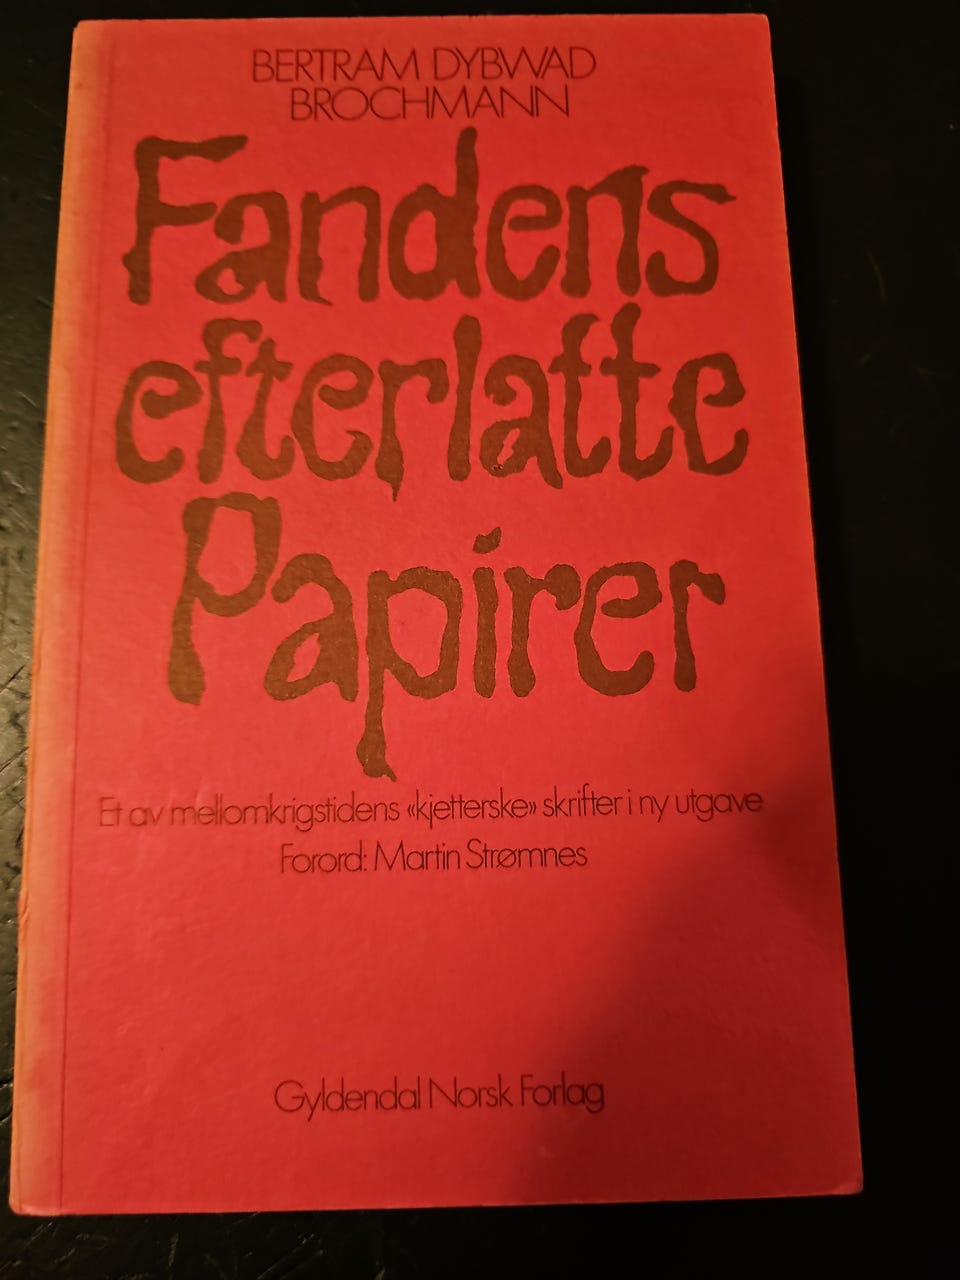 BERTRAM DYBWAD
BROCHMANN
Fandens
efterlatte
Papirer
Et av mellomkrigstidens «kjetterske» skrifter i ny utgave
Forord: Martin Strømnes
Gyldendal Norsk Forlag